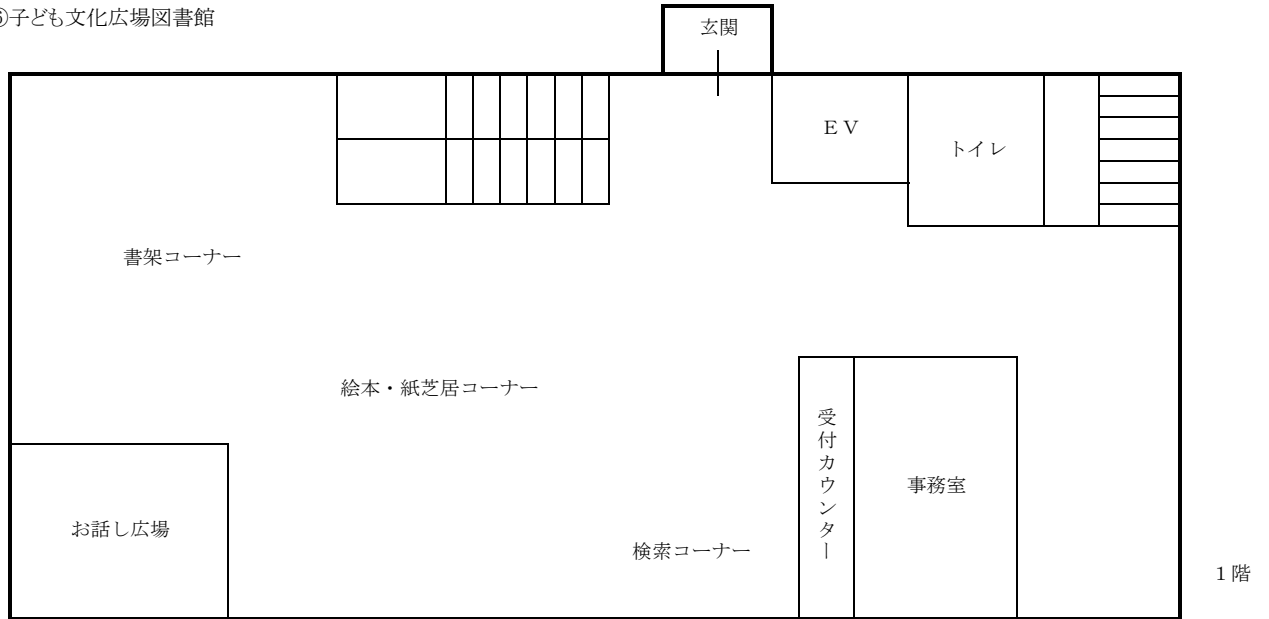 ⑥子ども文化広場図書館
玄関
ＥＶ
トイレ
書架コーナー
絵本・紙芝居コーナー
受付カウンター
事務室
お話し広場
検索コーナー
１階